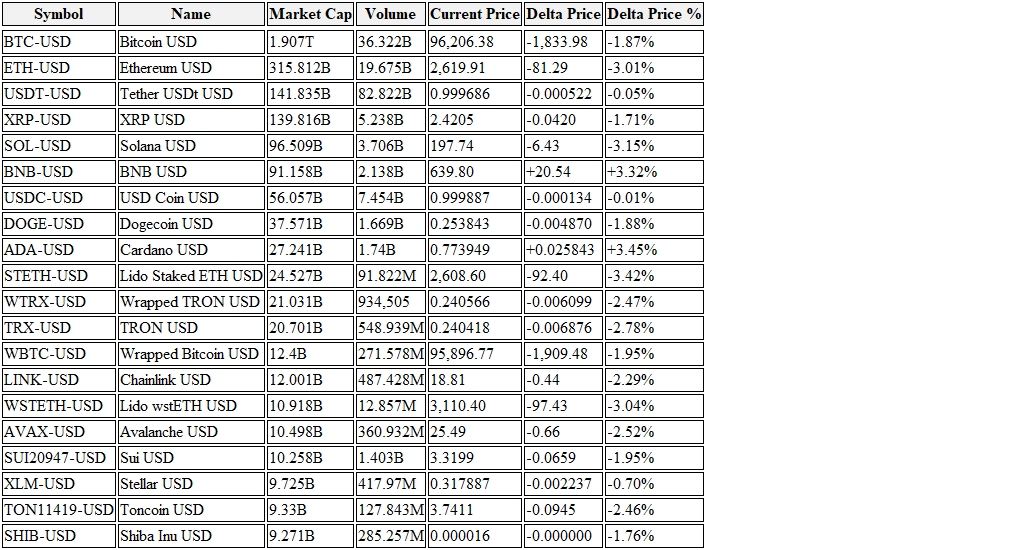 Symbol Name Market Cap Volume Current Price Delta Price Delta Price %
BTC-USD Bitcoin USD 1.907T 36.322B 96,206.38 -1,833.98 -1.87%
ETH-USD Ethereum USD 315.812B 19.675B 2,619.91 -81.29 -3.01%
USDT-USD Tether USDt USD 141.835B 82.822B 0.999686 -0.000522 -0.05%
XRP-USD XRP USD 139.816B 5.238B 2.4205 -0.0420 -1.71%
SOL-USD Solana USD 96.509B 3.706B 197.74 -6.43 -3.15%
BNB-USD BNB USD 91.158B 2.138B 639.80 +20.54 +3.32%
USDC-USD USD Coin USD 56.057B 7.454B 0.999887 -0.000134 -0.01%
DOGE-USD Dogecoin USD 37.571B 1.669B 0.253843 -0.004870 -1.88%
ADA-USD Cardano USD 27.241B 1.74B 0.773949 +0.025843 +3.45%
STETH-USD Lido Staked ETH USD 24.527B 91.822M 2,608.60 -92.40 -3.42%
WTRX-USD Wrapped TRON USD 21.031B 934,505 0.240566 -0.006099 -2.47%
TRX-USD TRON USD 20.701B 548.939M 0.240418 -0.006876 -2.78%
WBTC-USD Wrapped Bitcoin USD 12.4B 271.578M 95,896.77 -1,909.48 -1.95%
LINK-USD Chainlink USD 12.001B 487.428M 18.81 -0.44 -2.29%
WSTETH-USD Lido wstETH USD 10.918B 12.857M 3,110.40 -97.43 -3.04%
AVAX-USD Avalanche USD 10.498B 360.932M 25.49 -0.66 -2.52%
SUI20947-USD Sui USD 10.258B 1.403B 3.3199 -0.0659 -1.95%
XLM-USD Stellar USD 9.725B 417.97M 0.317887 -0.002237 -0.70%
TON11419-USD Toncoin USD 9.33B 127.843M 3.7411 -0.0945 -2.46%
SHIB-USD Shiba Inu USD 9.271B 285.257M 0.000016 -0.000000 -1.76%